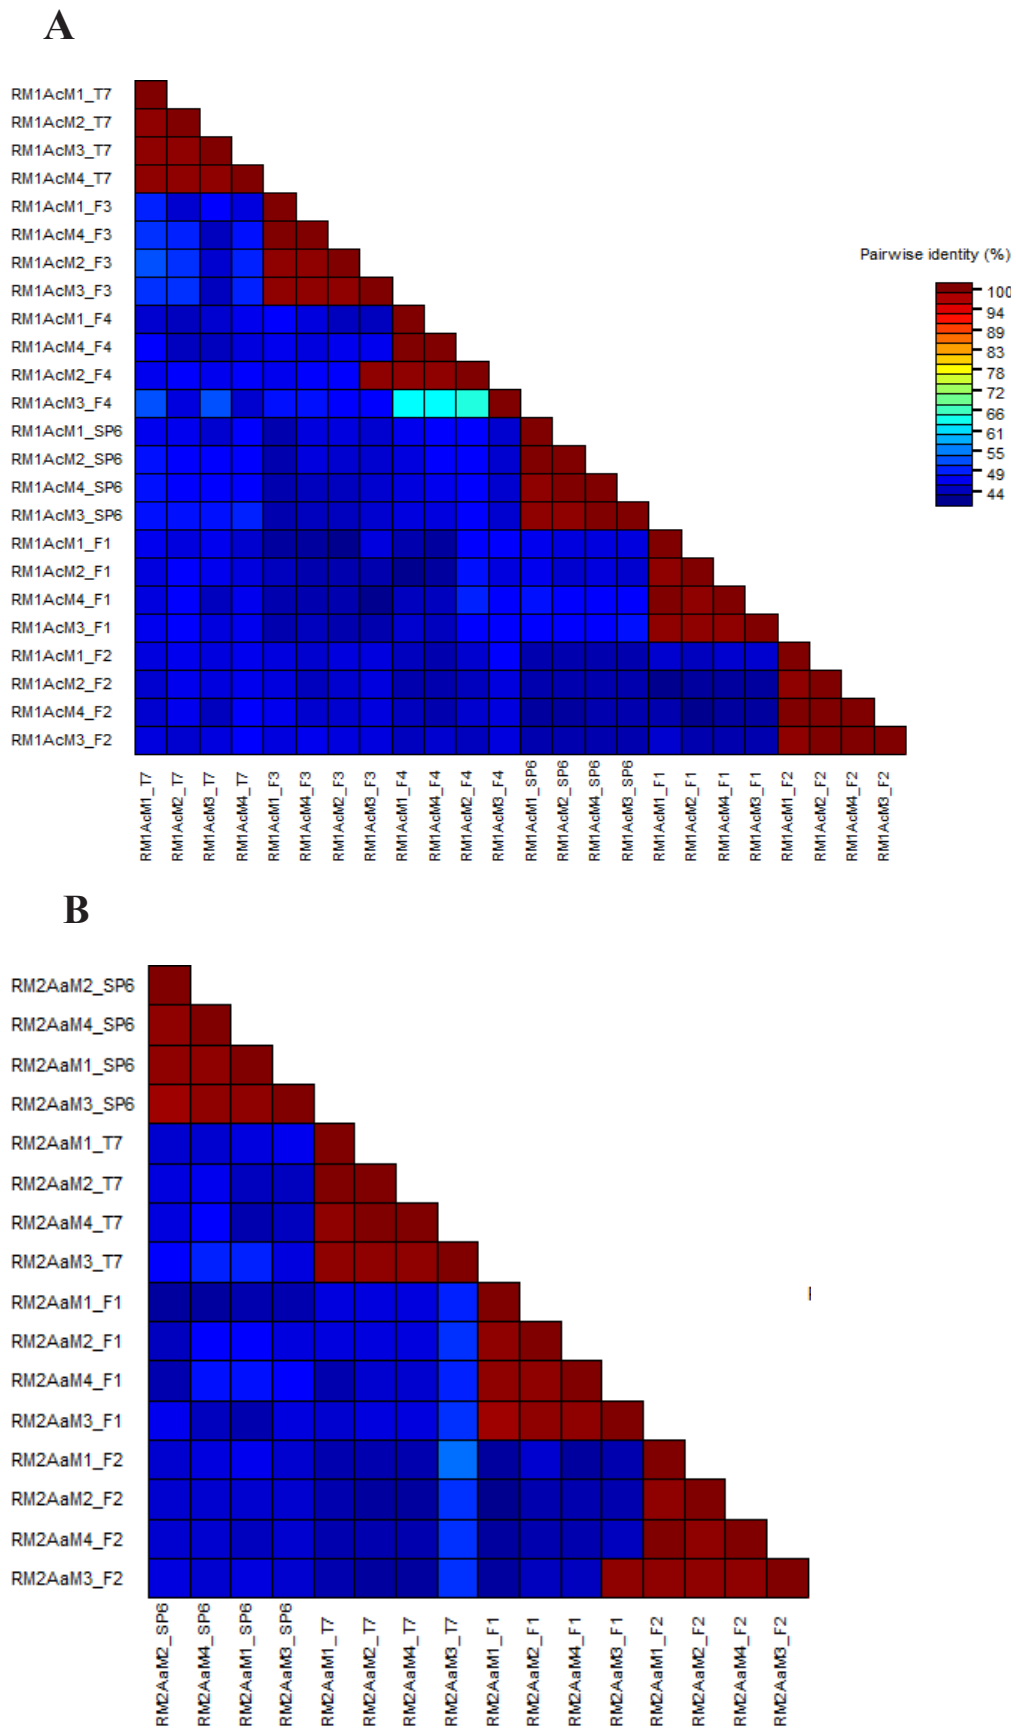 A
RM1AcM1_T7
RM1AcM2_T7
RM1AcM3_T7
RM1AcM4_T7
RM1AcM1_F3
RM1AcM4_F3
RM1AcM2_F3
RM1AcM3_F3
RM1AcM1_F4
RM1AcM4_F4
RM1AcM2_F4
RM1AcM3_F4
RM1AcM1_SP6
RM1AcM2_SP6
RM1AcM4_SP6
RM1AcM3_SP6
RM1AcM1_F1
RM1AcM2_F1
RM1AcM4_F1
RM1AcM3_F1
RM1AcM1_F2
RM1AcM2_F2
RM1AcM4_F2
RM1AcM3_F2
RM1AcM1_T7
RM1AcM2_T7
RM1AcM3_T7
RM1AcM4_T7
RM1AcM1_F3
RM1AcM4_F3
RM1AcM2_F3
RM1AcM3_F3
RM1AcM1_F4
RM1AcM4_F4
RM1AcM2_F4
RM1AcM3_F4
RM1AcM1_SP6
RM1AcM2_SP6
RM1AcM4_SP6
RM1AcM3_SP6
RM1AcM1_F1
RM1AcM2_F1
RM1AcM4_F1
RM1AcM3_F1
RM1AcM1_F2
RM1AcM2_F2
RM1AcM4_F2
RM1AcM3_F2
Pairwise identity (%)
100
94
89
83
78
72
66
61
55
49
44
B
RM2AaM2_SP6
RM2AaM4_SP6
RM2AaM1_SP6
RM2AaM3_SP6
RM2AaM1_T7
RM2AaM2_T7
RM2AaM4_T7
RM2AaM3_T7
RM2AaM1_F1
RM2AaM2_F1
RM2AaM4_F1
RM2AaM3_F1
RM2AaM1_F2
RM2AaM2_F2
RM2AaM4_F2
RM2AaM3_F2
RM2AaM2_SP6
RM2AaM4_SP6
RM2AaM1_SP6
RM2AaM3_SP6
RM2AaM1_T7
RM2AaM2_T7
RM2AaM4_T7
RM2AaM3_T7
RM2AaM1_F1
RM2AaM2_F1
RM2AaM4_F1
RM2AaM3_F1
RM2AaM1_F2
RM2AaM2_F2
RM2AaM4_F2
RM2AaM3_F2